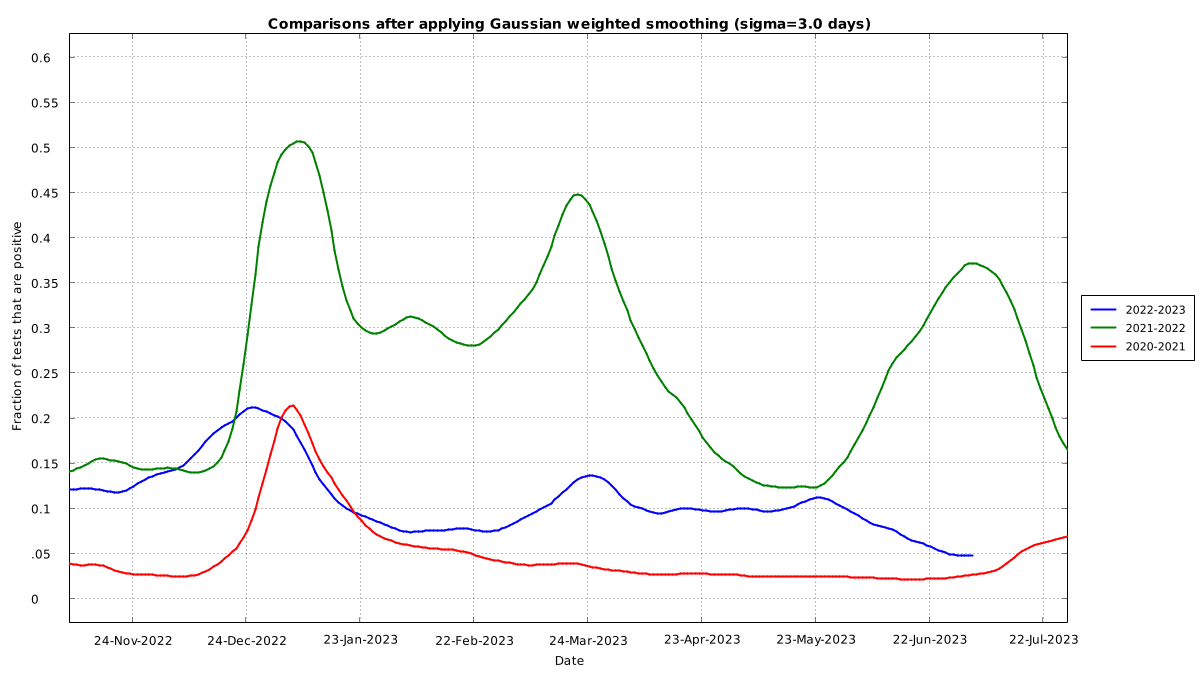 Comparisons after applying Gaussian weighted smoothing (sigma=3.0 days)
Fraction of tests that are positive
0.6
0.55
0.5
0.45
0.4
0.35
0.3
0.25
0.2
0.15
0.1
.05
0
24-Nov-2022
24-Dec-2022
23-Jan-2023
22-Feb-2023
24-Mar-2023
23-Apr-2023
23-May-2023
22-Jun-2023
22-Jul-2023
Date
2022-2023
2021-2022
2020-2021